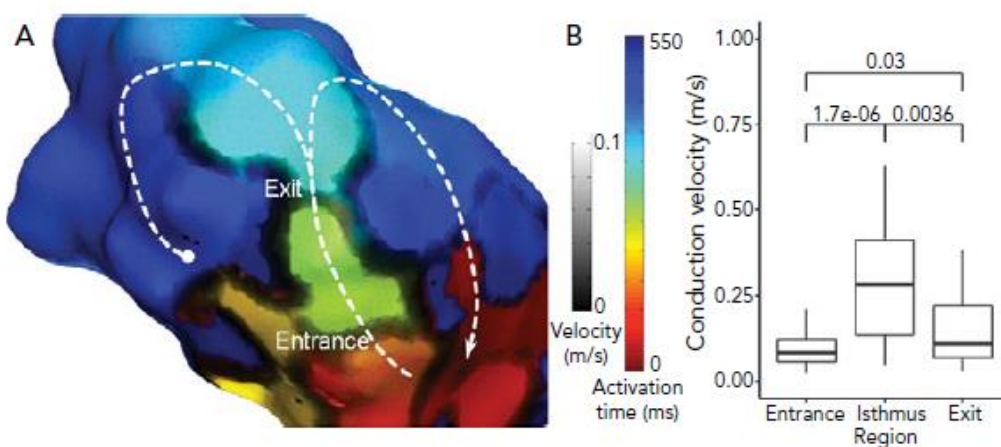 A
Exit
Entrance
0.1
0
Velocity
(m/s)
550
0
Activation
time (ms)
B
Conduction velocity (m/s)
1.00
0.75
0.50
0.25
0.00
0.03
1.7e-06 0.0036
Entrance Isthmus Exit
Region